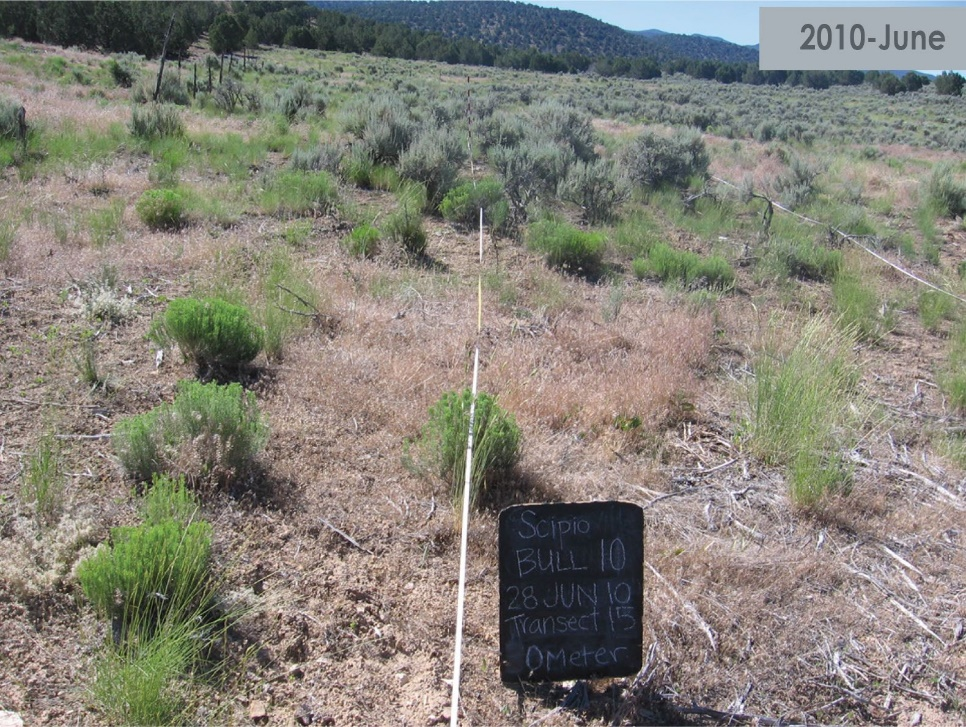 2010-June
Scipio
BULL 10
28 JUN 10
Transect 15
0 Meter